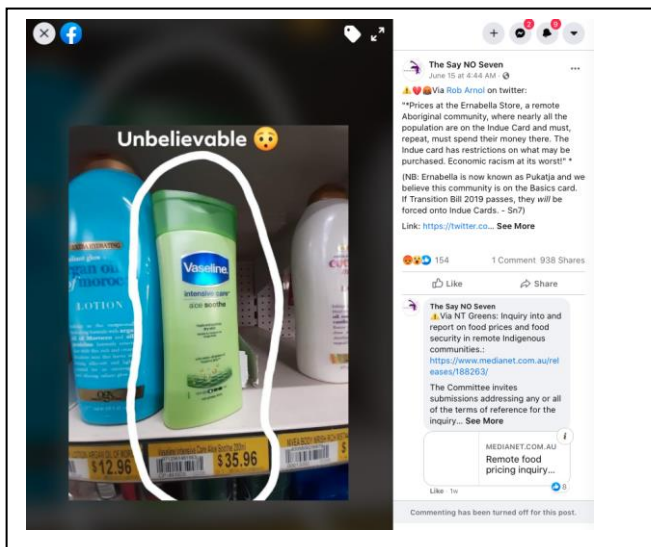 Unbelievable 😯
LOTION
Vaseline
intensive care
aloe soothe
LOTION
$12.96
Vaseline Intensive Care Aloe Soothe
$35.96
$
2
9
The Say NO Seven
June 15 at 4:44 AM
⚠️💔😡Via Rob Arnol on twitter:
"*Prices at the Ernabella Store, a remote
Aboriginal community, where nearly all the
population are on the Indue Card and must,
repeat, must spend their money there. The
Indue card has restrictions on what may be
purchased. Economic racism at its worst!" *
(NB: Ernabella is now known as Pukatja and we
believe this community is on the Basics card.
If Transition Bill 2019 passes, they will be
forced onto Indue Cards. - Sn7)
Link: https://twitter.co... See More
154
1 Comment 938 Shares
Like
Share
The Say NO Seven
⚠️Via NT Greens: Inquiry into and
report on food prices and food
security in remote Indigenous
communities.:
https://www.medianet.com.au/rel
eases/188263/
The Committee invites
submissions addressing any or all
of the terms of reference for the
inquiry... See More
MEDIANET.COM.AU
Remote food
pricing inquiry...
Like · 1w
8
Commenting has been turned off for this post.